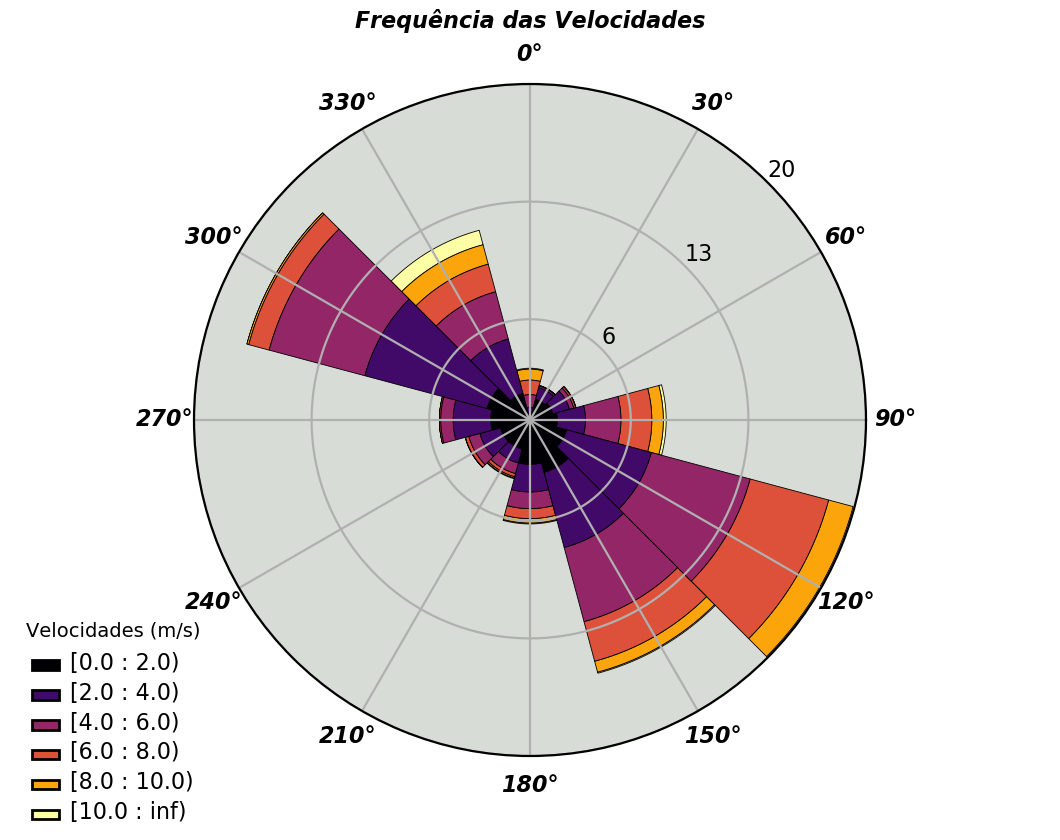 Frequência das Velocidades
0°
330°
30°
20
300°
60°
13
6
270°
90°
240°
120°
210°
150°
180°
Velocidades (m/s)
[0.0 : 2.0)
[2.0 : 4.0)
[4.0 : 6.0)
[6.0 : 8.0)
[8.0 : 10.0)
[10.0 : inf)